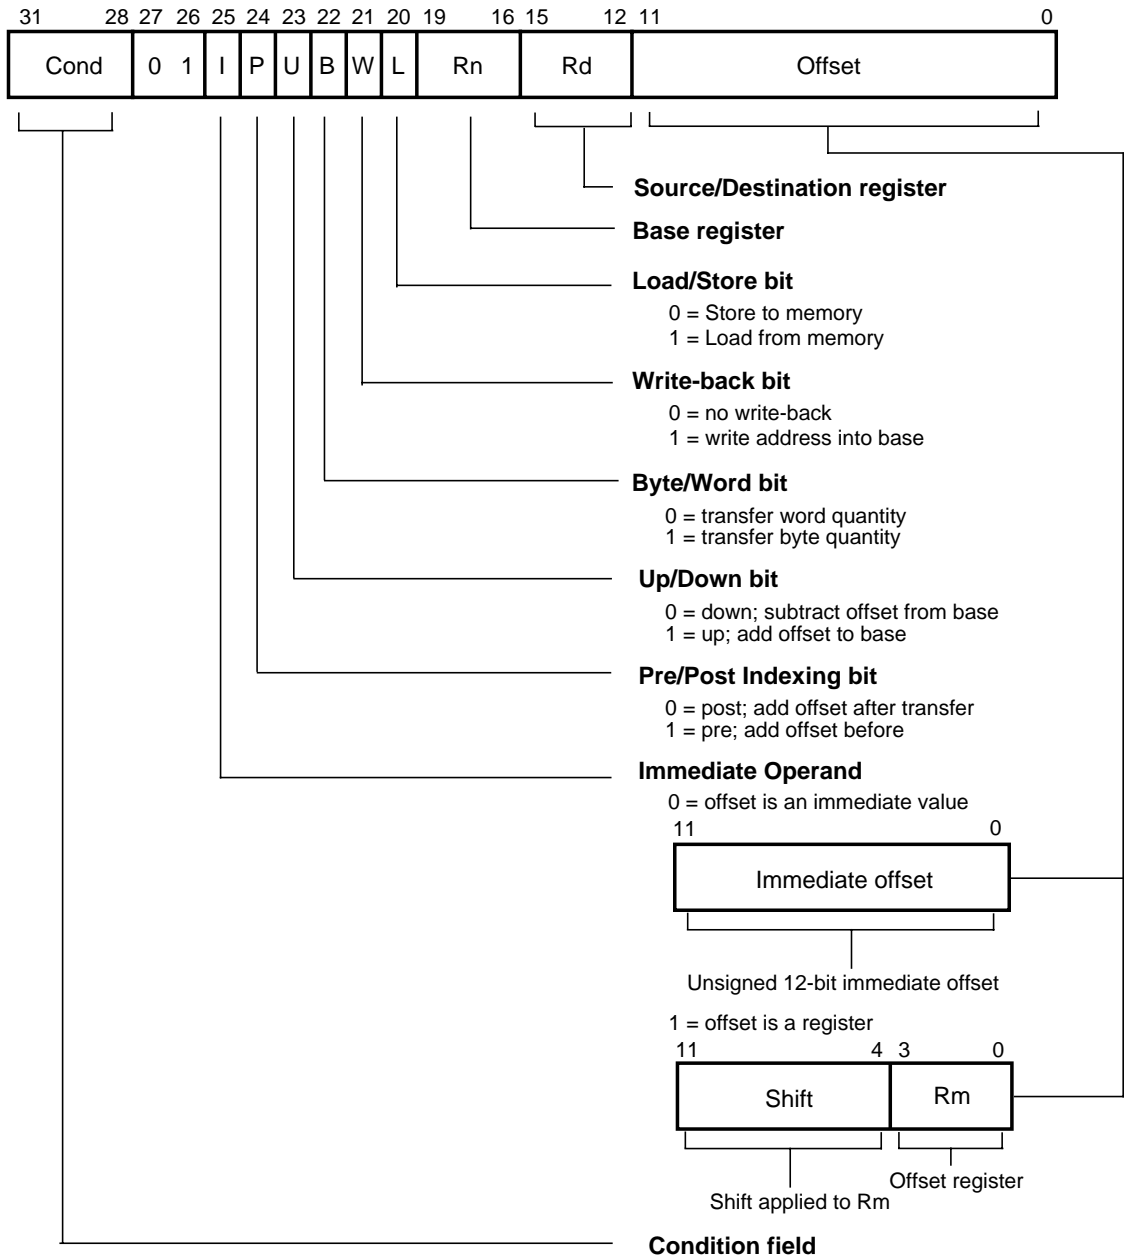 31 28 27 26 25 24 23 22 21 20 19 16 15 12 11 0
Cond 0 1 I P U B W L Rn Rd Offset
Source/Destination register
Base register
Load/Store bit
0 = Store to memory
1 = Load from memory
Write-back bit
0 = no write-back
1 = write address into base
Byte/Word bit
0 = transfer word quantity
1 = transfer byte quantity
Up/Down bit
0 = down; subtract offset from base
1 = up; add offset to base
Pre/Post Indexing bit
0 = post; add offset after transfer
1 = pre; add offset before
Immediate Operand
0 = offset is an immediate value
11 0
Immediate offset
Unsigned 12-bit immediate offset
1 = offset is a register
11 4 3 0
Shift Rm
Offset register
Shift applied to Rm
Condition field